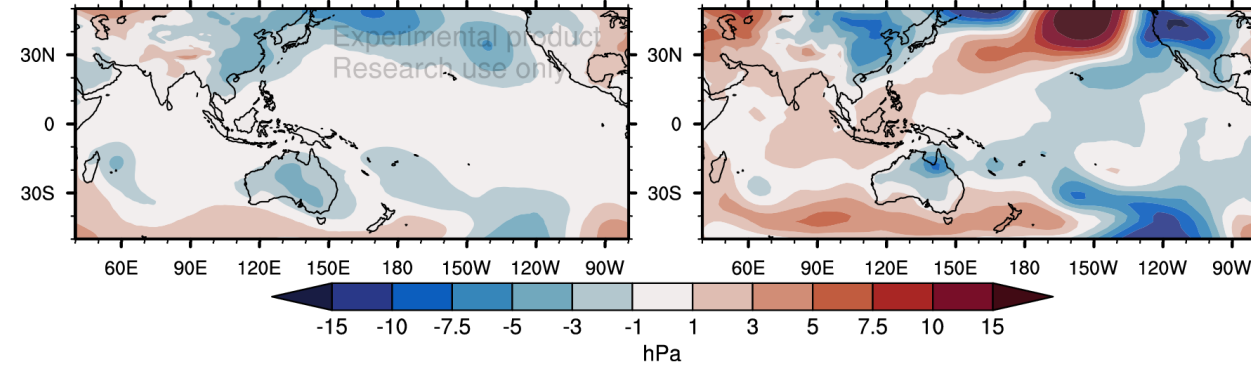 Experimental product
Research use only
30N
0
30S
60E 90E 120E 150E 180 150W 120W 90W
30N
0
30S
60E 90E 120E 150E 180 150W 120W 90W
-15 -10 -7.5 -5 -3 -1 1 3 5 7.5 10 15
hPa